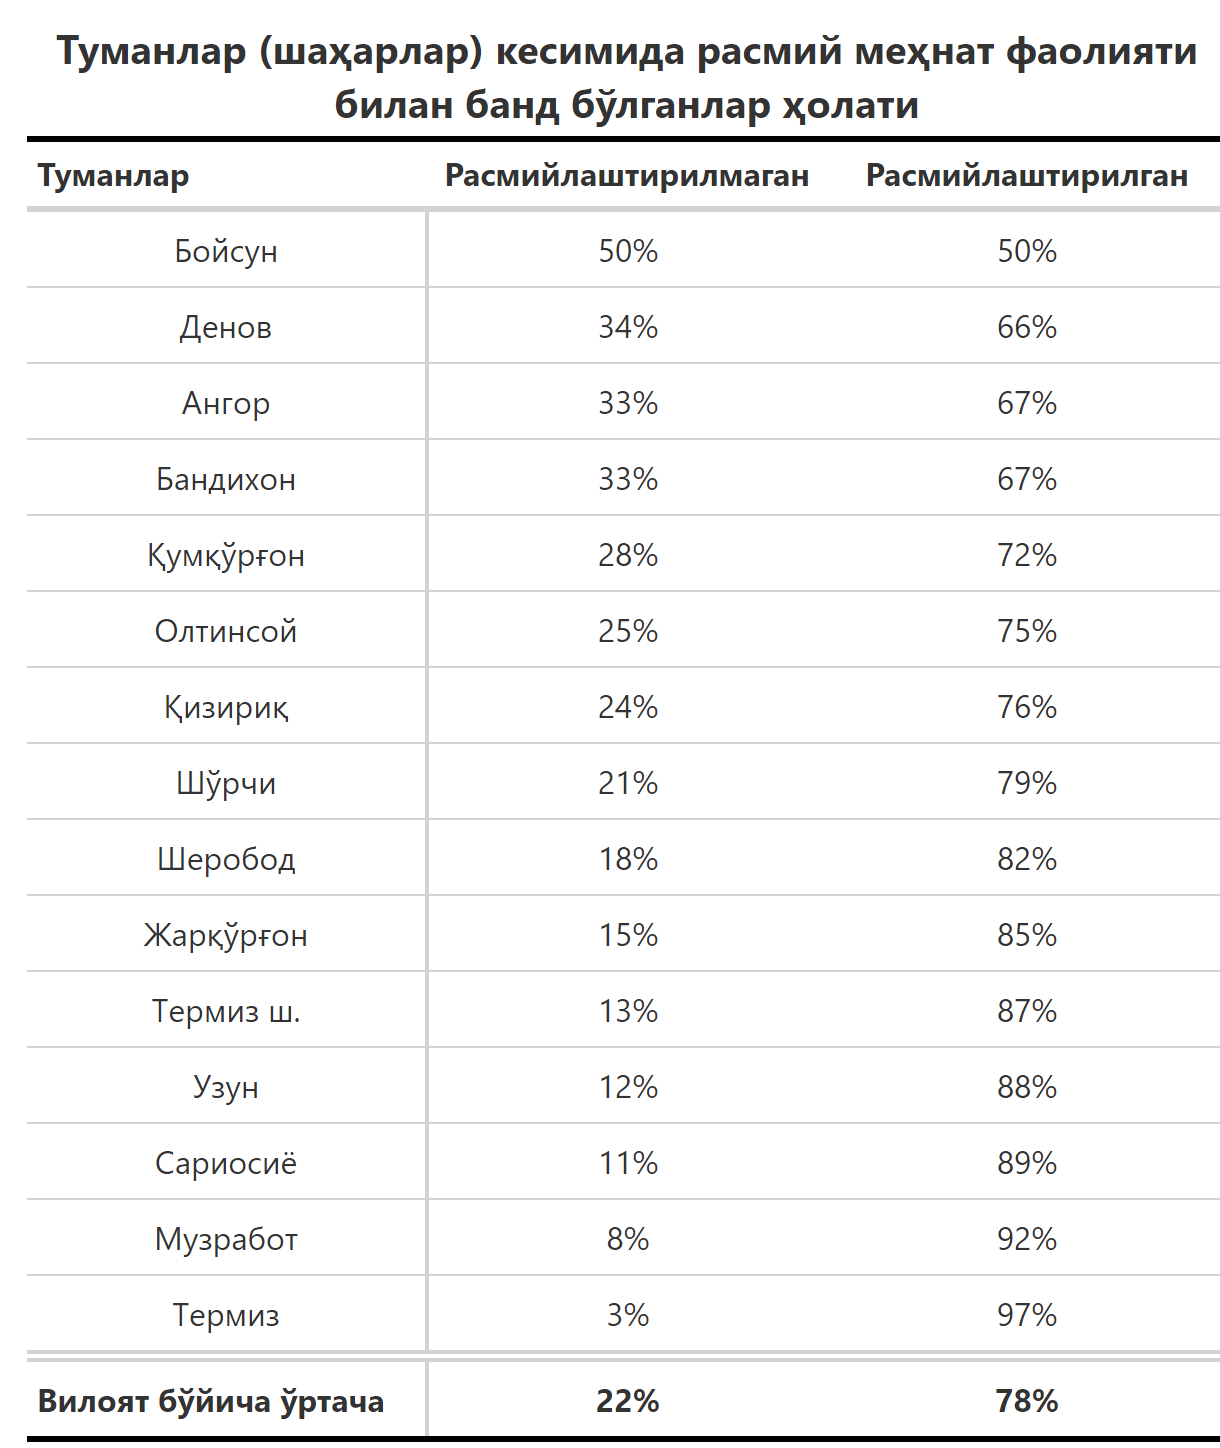 Туманлар (шаҳарлар) кесимида расмий меҳнат фаолияти
билан банд бўлганлар ҳолати
Туманлар Расмийлаштирилмаган Расмийлаштирилган
Бойсун 50% 50%
Денов 34% 66%
Ангор 33% 67%
Бандихон 33% 67%
Қумқўрғон 28% 72%
Олтинсой 25% 75%
Қизириқ 24% 76%
Шўрчи 21% 79%
Шеробод 18% 82%
Жарқўрғон 15% 85%
Термиз ш. 13% 87%
Узун 12% 88%
Сариосиё 11% 89%
Музработ 8% 92%
Термиз 3% 97%
Вилоят бўйича ўртача 22% 78%